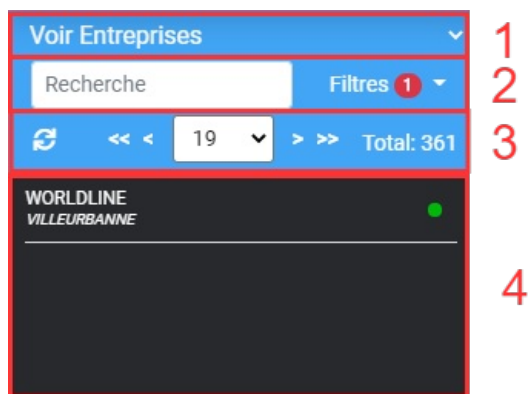 Voir Entreprises 1
Recherche Filtres 1 2
<< < 19 > >> Total: 361 3
WORLDLINE
VILLEURBANNE
4